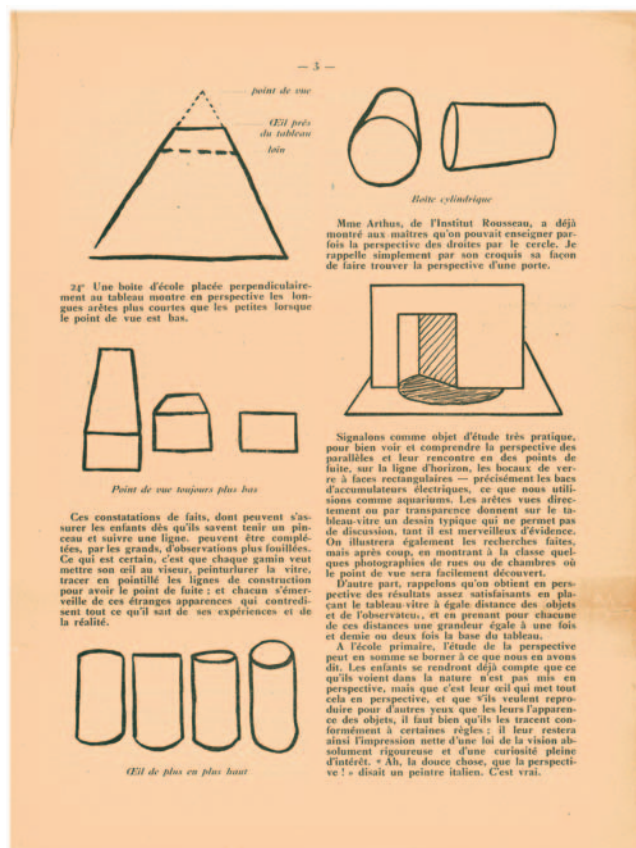 — 5 —
point de vue
Œil près
du tableau
loin
24° Une boîte d'école placée perpendiculaire-
ment au tableau montre en perspective les lon-
gues arêtes plus courtes que les petites lorsque
le point de vue est bas.
Point de vue toujours plus bas
Ces constatations de faits, dont peuvent s'as-
surer les enfants dès qu'ils savent tenir un pin-
ceau et suivre une ligne. peuvent être complé-
tées, par les grands, d'observations plus fouillées.
Ce qui est certain, c'est que chaque gamin veut
mettre son œil au viseur, peinturlurer la vitre,
tracer en pointillé les lignes de construction
pour avoir le point de fuite ; et chacun s'émer-
veille de ces étranges apparences qui contredi-
sent tout ce qu'il sait de ses expériences et de
la réalité.
Œil de plus en plus haut
Boîte cylindrique
Mme Arthus, de l'Institut Rousseau, a déjà
montré aux maîtres qu'on pouvait enseigner par-
fois la perspective des droites par le cercle. Je
rappelle simplement par son croquis sa façon
de faire trouver la perspective d'une porte.
Signalons comme objet d'étude très pratique,
pour bien voir et comprendre la perspective des
parallèles et leur rencontre en des points de
fuite, sur la ligne d'horizon, les bocaux de ver-
re à faces rectangulaires — précisément les bacs
d'accumulateurs électriques, ce que nous utili-
sions comme aquariums. Les arêtes vues direc-
tement ou par transparence donnent sur le ta-
bleau-vitre un dessin typique qui ne permet pas
de discussion, tant il est merveilleux d'évidence.
On illustrera également les recherches faites,
mais après coup, en montrant à la classe quel-
ques photographies de rues ou de chambres où
le point de vue sera facilement découvert.
D'autre part, rappelons qu'on obtient en pers-
pective des résultats assez satisfaisants en pla-
çant le tableau-vitre à égale distance des objets
et de l'observateur, et en prenant pour chacune
de ces distances une grandeur égale à une fois
et demie ou deux fois la base du tableau.
A l'école primaire, l'étude de la perspective
peut en somme se borner à ce que nous en avons
dit. Les enfants se rendront déjà compte que ce
qu'ils voient dans la nature n'est pas mis en
perspective, mais que c'est leur œil qui met tout
cela en perspective, et que s'ils veulent repro-
duire pour d'autres yeux que les leurs l'apparen-
ce des objets, il faut bien qu'ils les tracent con-
formément à certaines règles ; il leur restera
ainsi l'impression nette d'une loi de la vision ab-
solument rigoureuse et d'une curiosité pleine
d'intérêt. « Ah, la douce chose, que la perspecti-
ve ! » disait un peintre italien. C'est vrai.